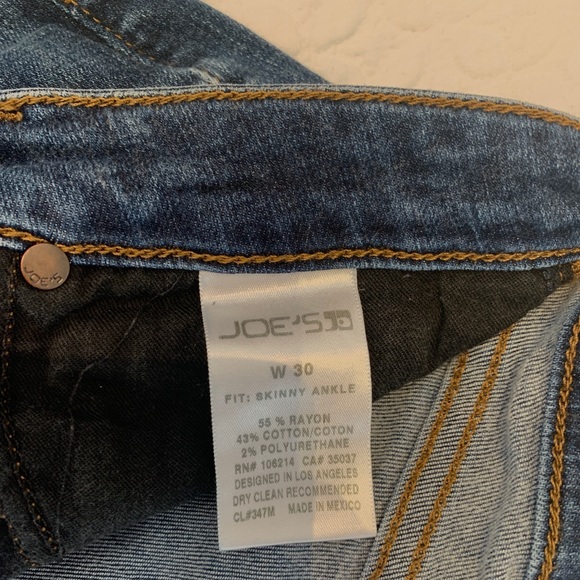 JOE'S
JOE'S
W 30
FIT: SKINNY ANKLE
55 % RAYON
43% COTTON/COTON
2% POLYURETHANE
RN# 106214 CA# 35037
DESIGNED IN LOS ANGELES
DRY CLEAN RECOMMENDED
CL#347M MADE IN MEXICO